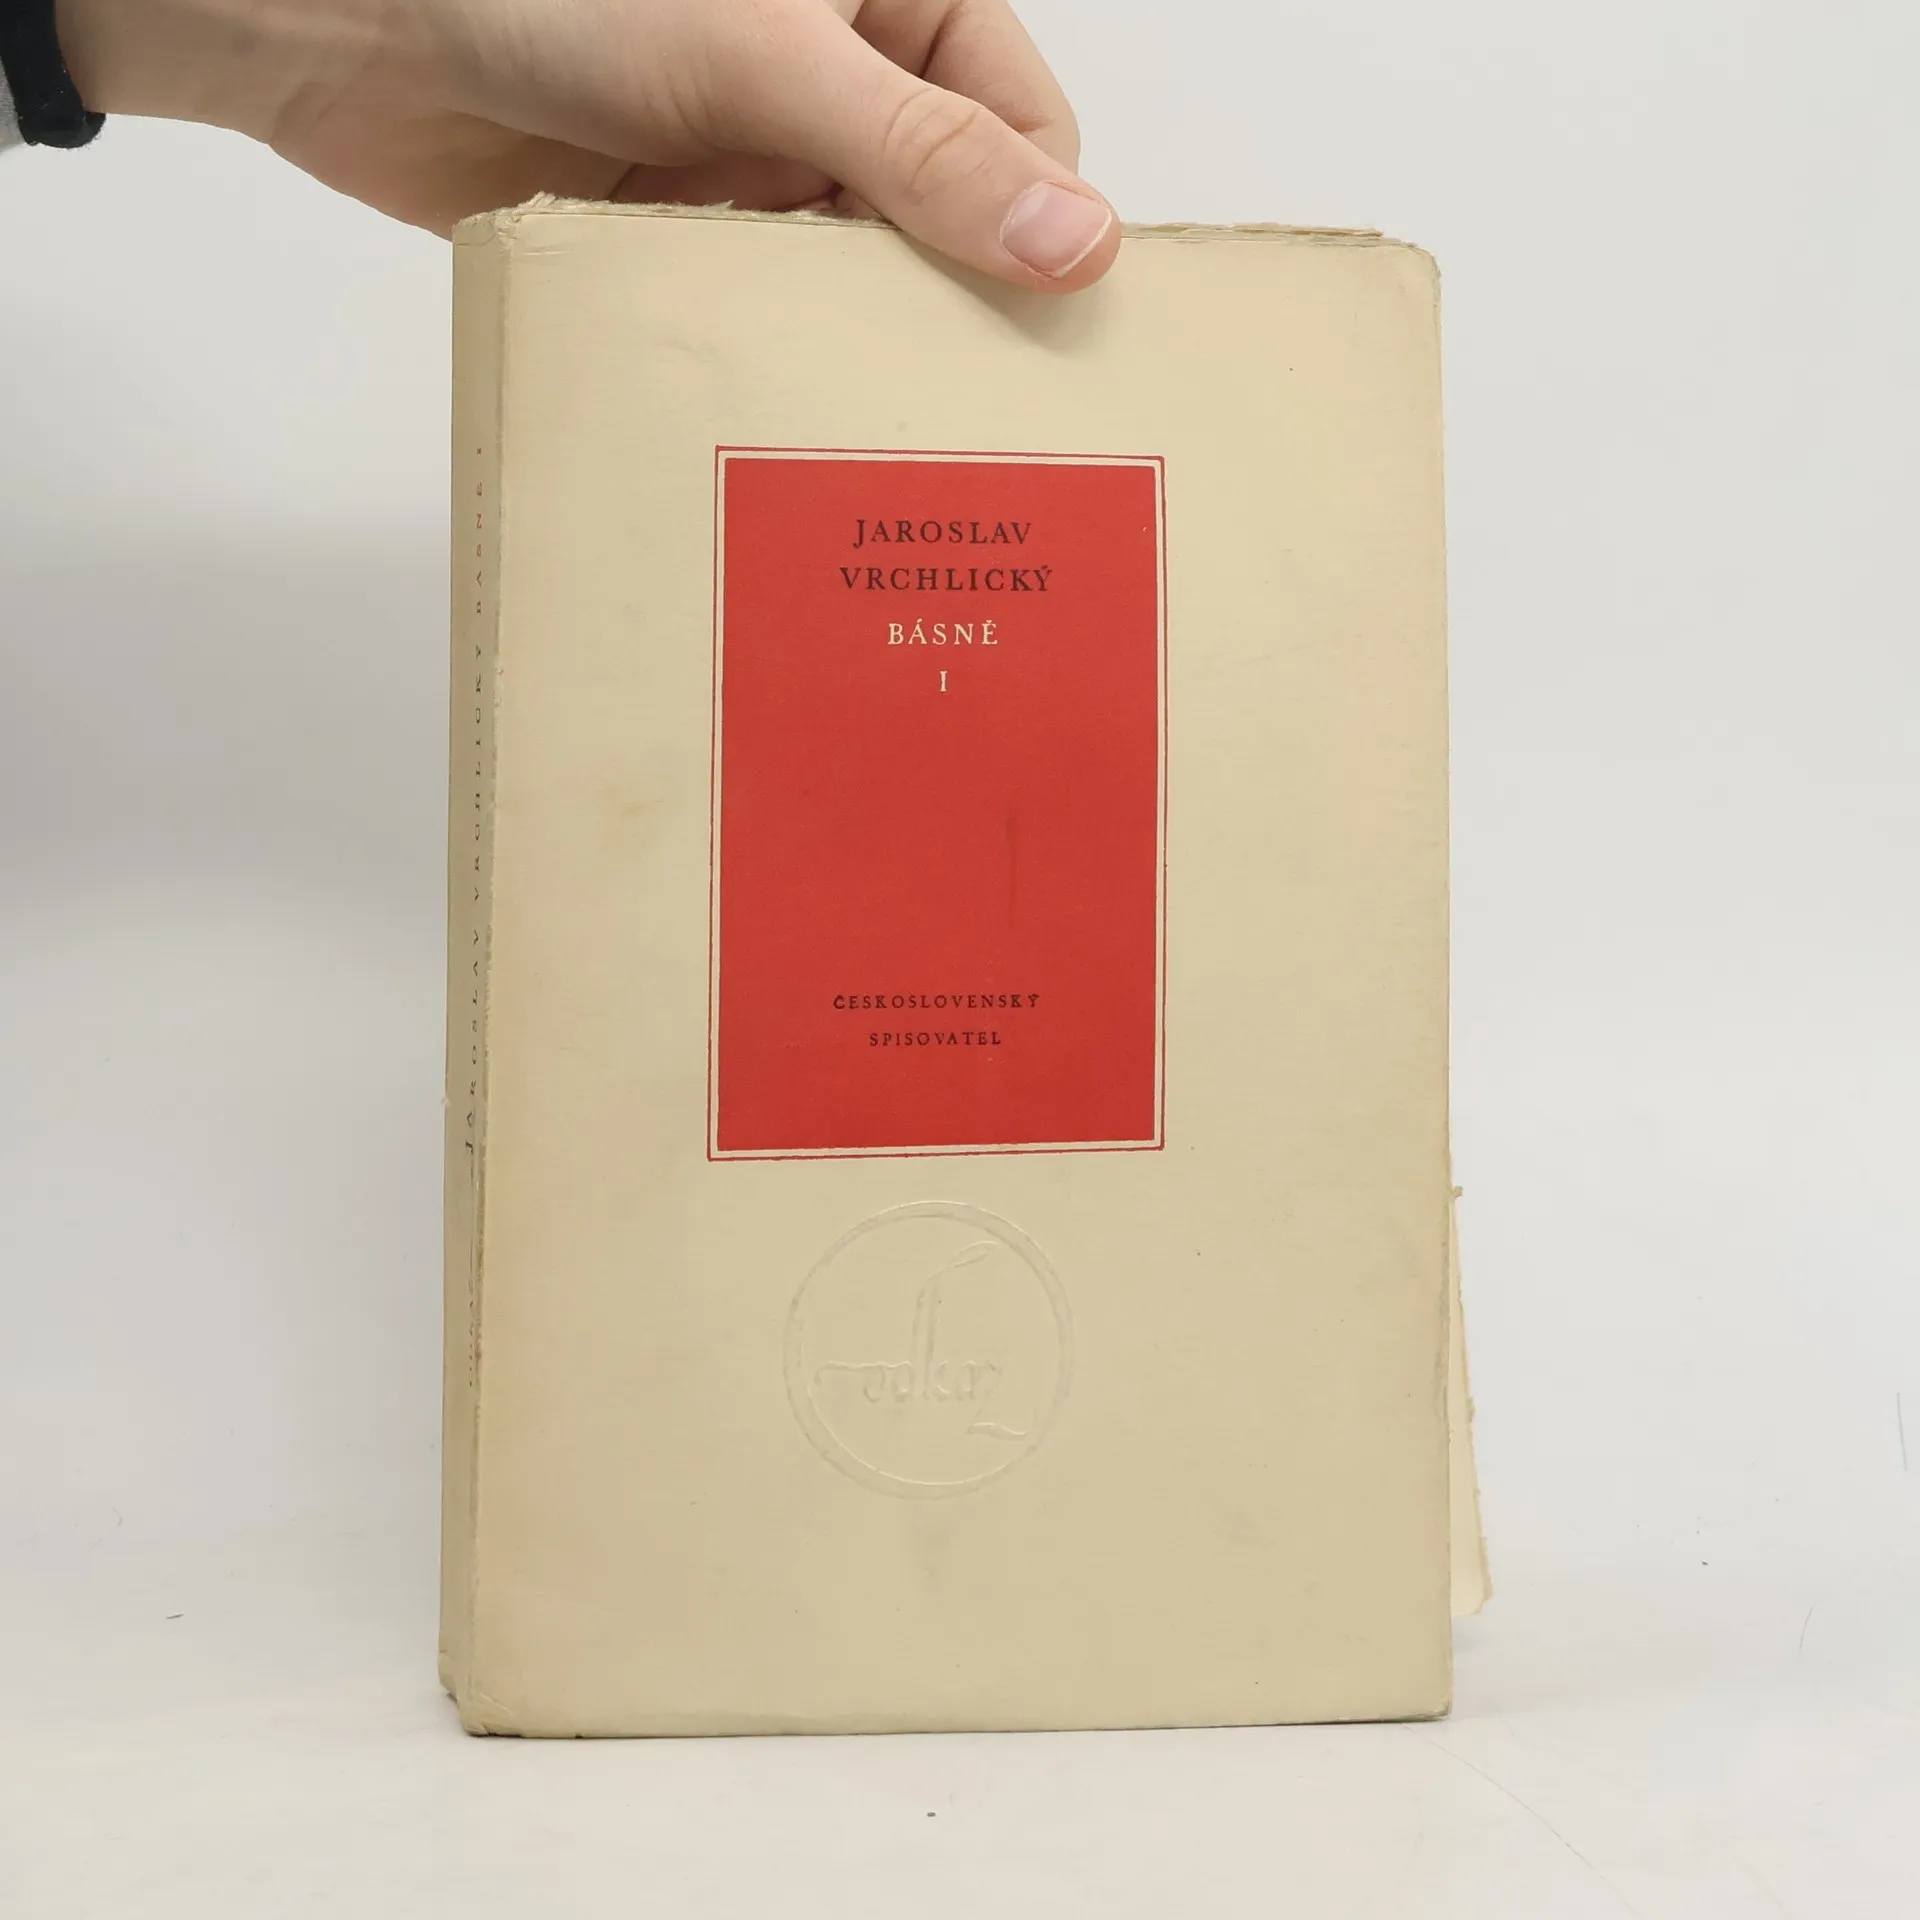 JAROSLAV
VRCHLICKÝ
BÁSNĚ
I
ČESKOSLOVENSKÝ
SPISOVATEL
JAROSLAV VRCHLICKÝ BÁSNĚ I